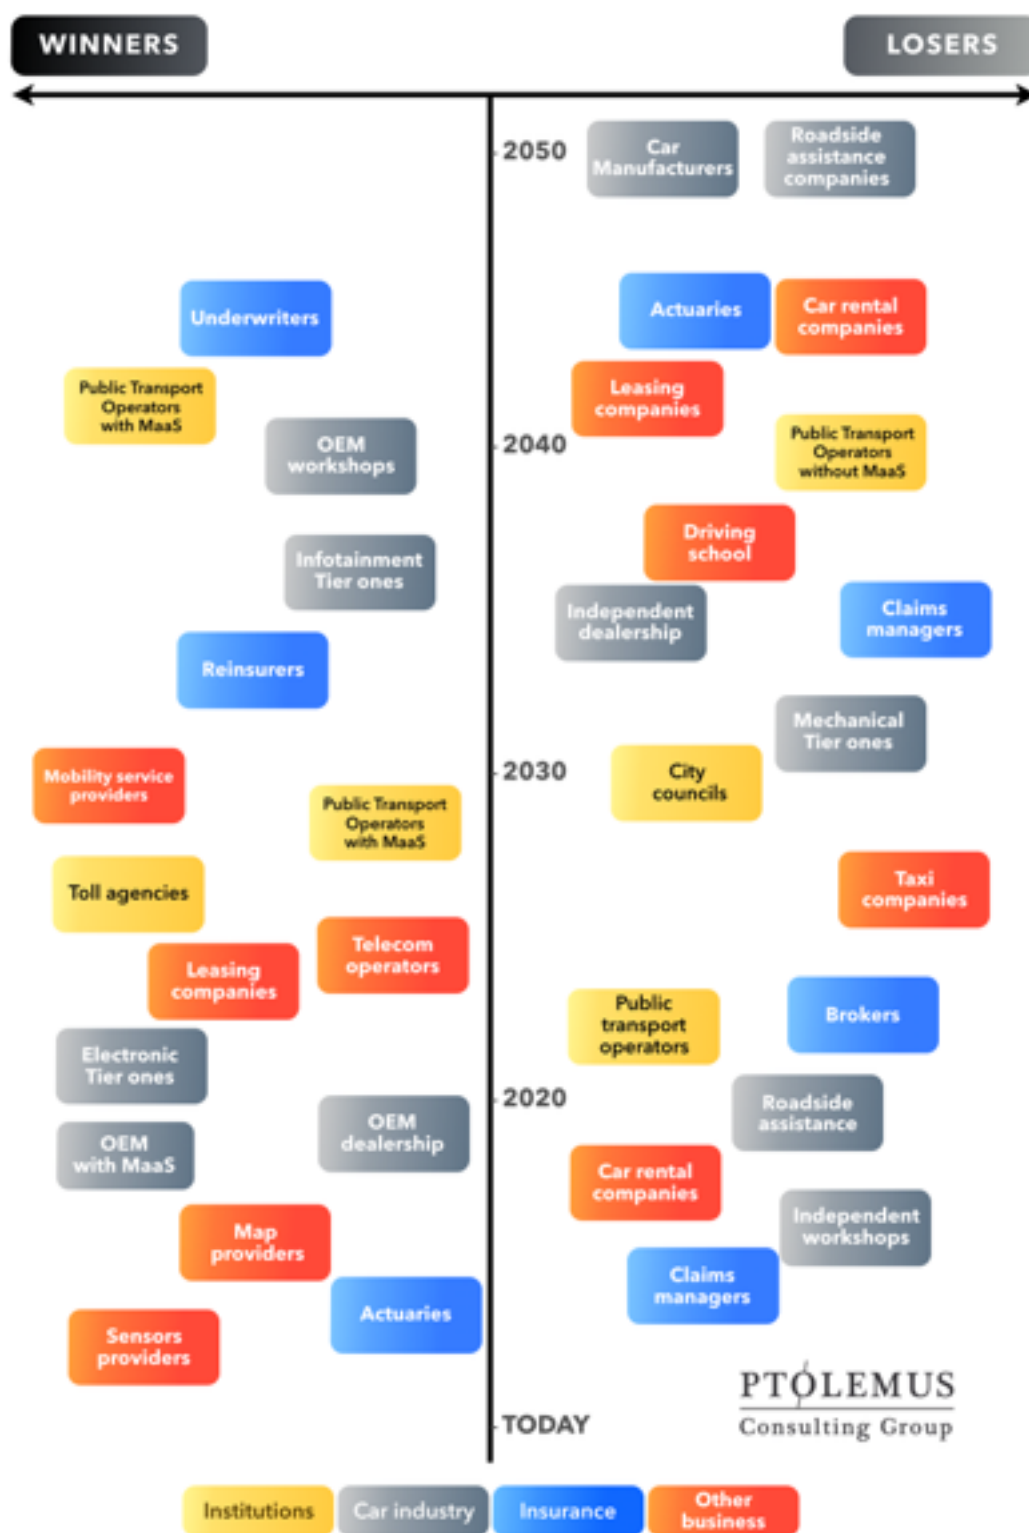 WINNERS
LOSERS
2050
Car
Manufacturers
Roadside
assistance
companies
Underwriters
Actuaries
Car rental
companies
Public Transport
Operators
with MaaS
Leasing
companies
OEM
workshops
2040
Public Transport
Operators
without MaaS
Driving
school
Infotainment
Tier ones
Independent
dealership
Claims
managers
Reinsurers
Mechanical
Tier ones
Mobility service
providers
2030
City
councils
Public Transport
Operators
with MaaS
Toll agencies
Taxi
companies
Telecom
operators
Leasing
companies
Public
transport
operators
Brokers
Electronic
Tier ones
2020
Roadside
assistance
OEM
with MaaS
OEM
dealership
Car rental
companies
Map
providers
Independent
workshops
Claims
managers
Actuaries
Sensors
providers
PTOLEMUS
Consulting Group
TODAY
Institutions
Car industry
Insurance
Other
business